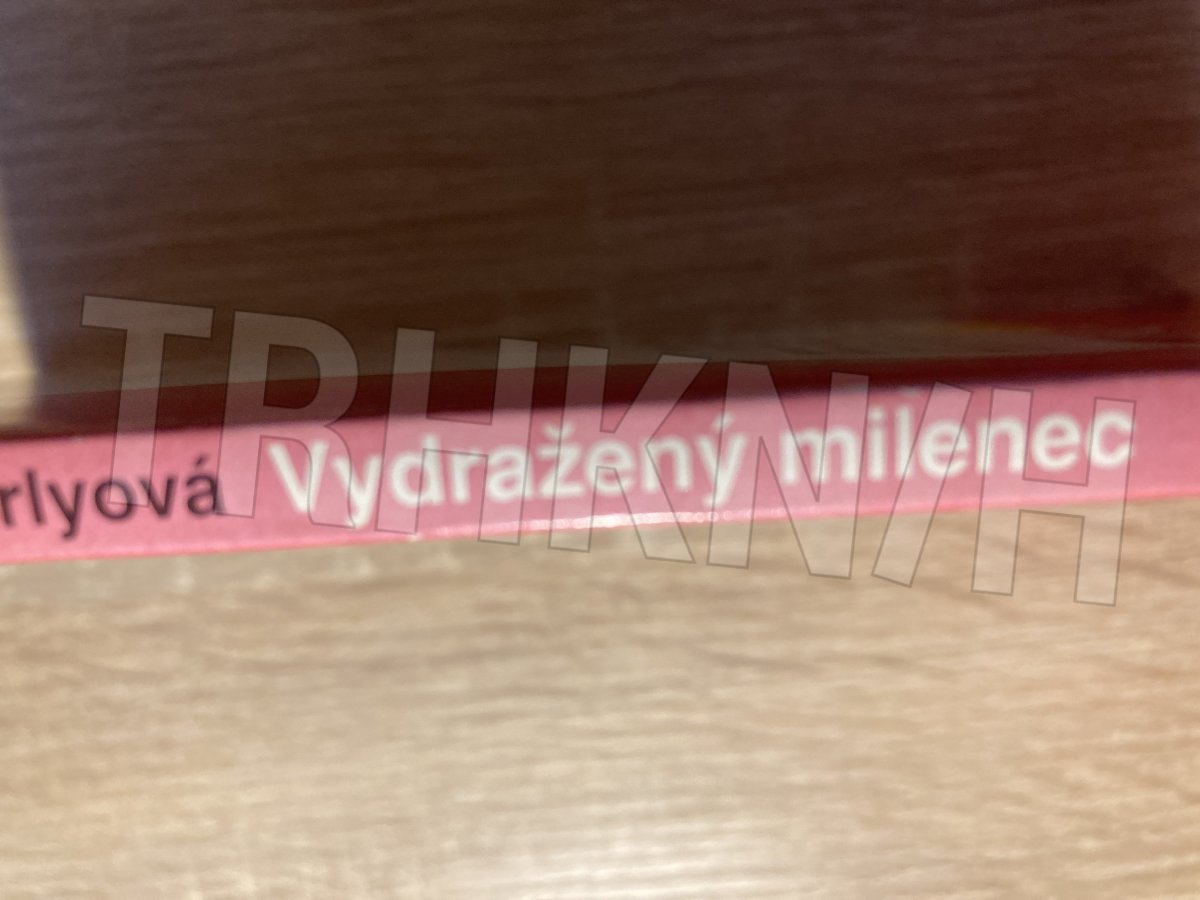 rlyová Vydražený milenec
TRHKNIH